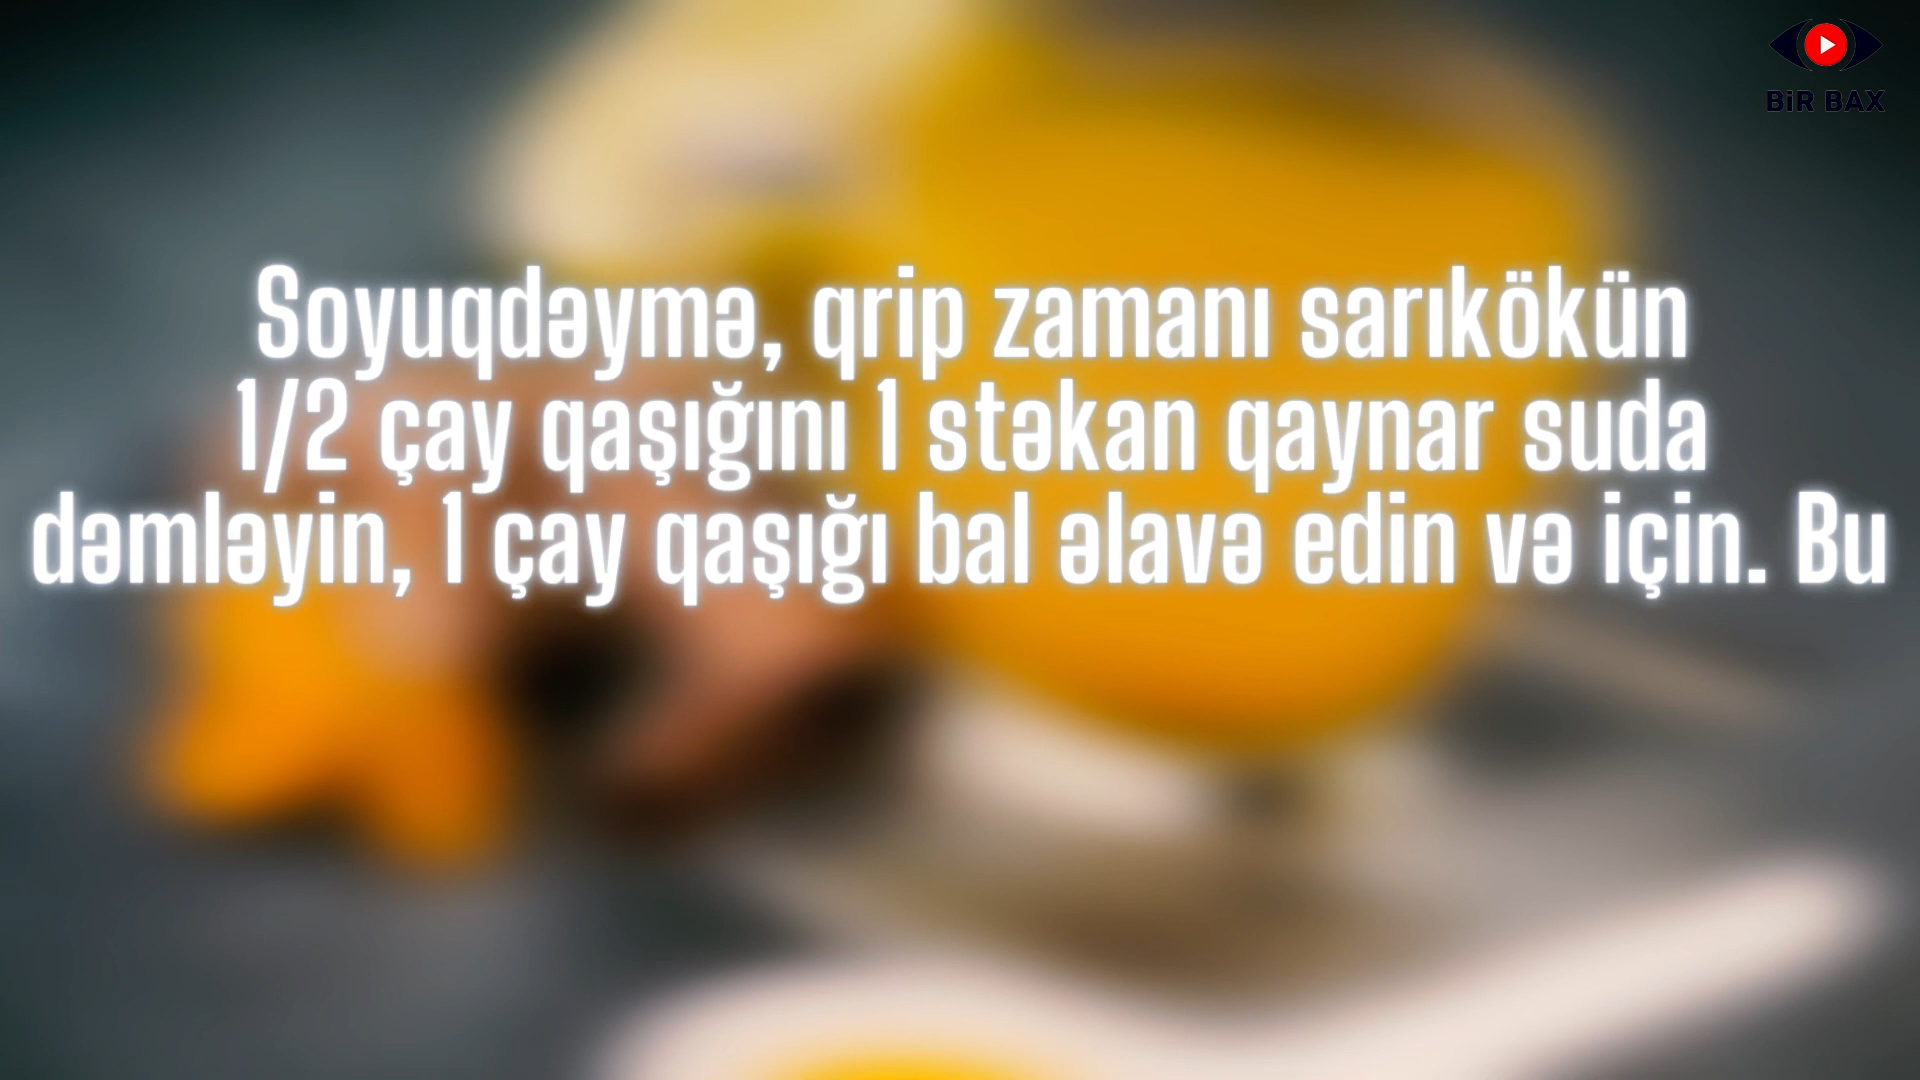 BİR BAX
Soyuqdəymə, qrip zamanı sarıkökün
1/2 çay qaşığını 1 stəkan qaynar suda
dəmləyin, 1 çay qaşığı bal əlavə edin və için. Bu